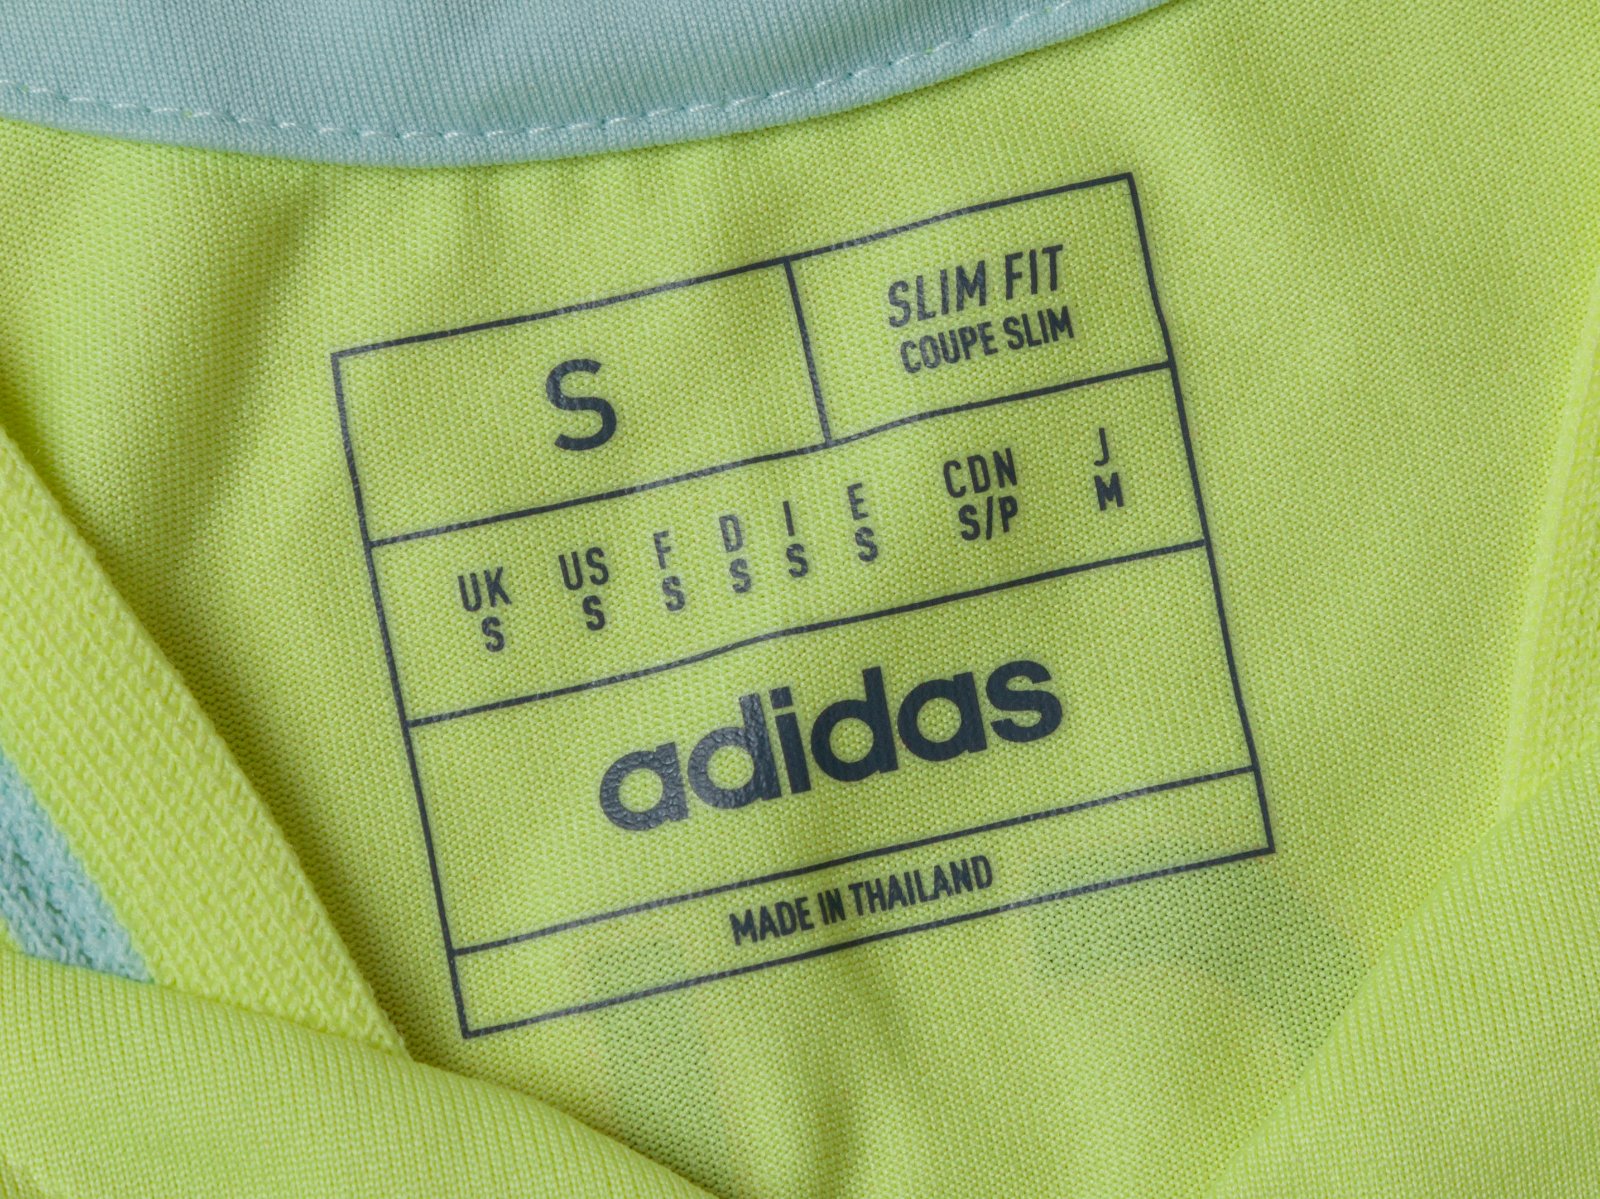 S
SLIM FIT
COUPE SLIM
UK US F D I E CDN J
S S S S S S S/P M
adidas
MADE IN THAILAND